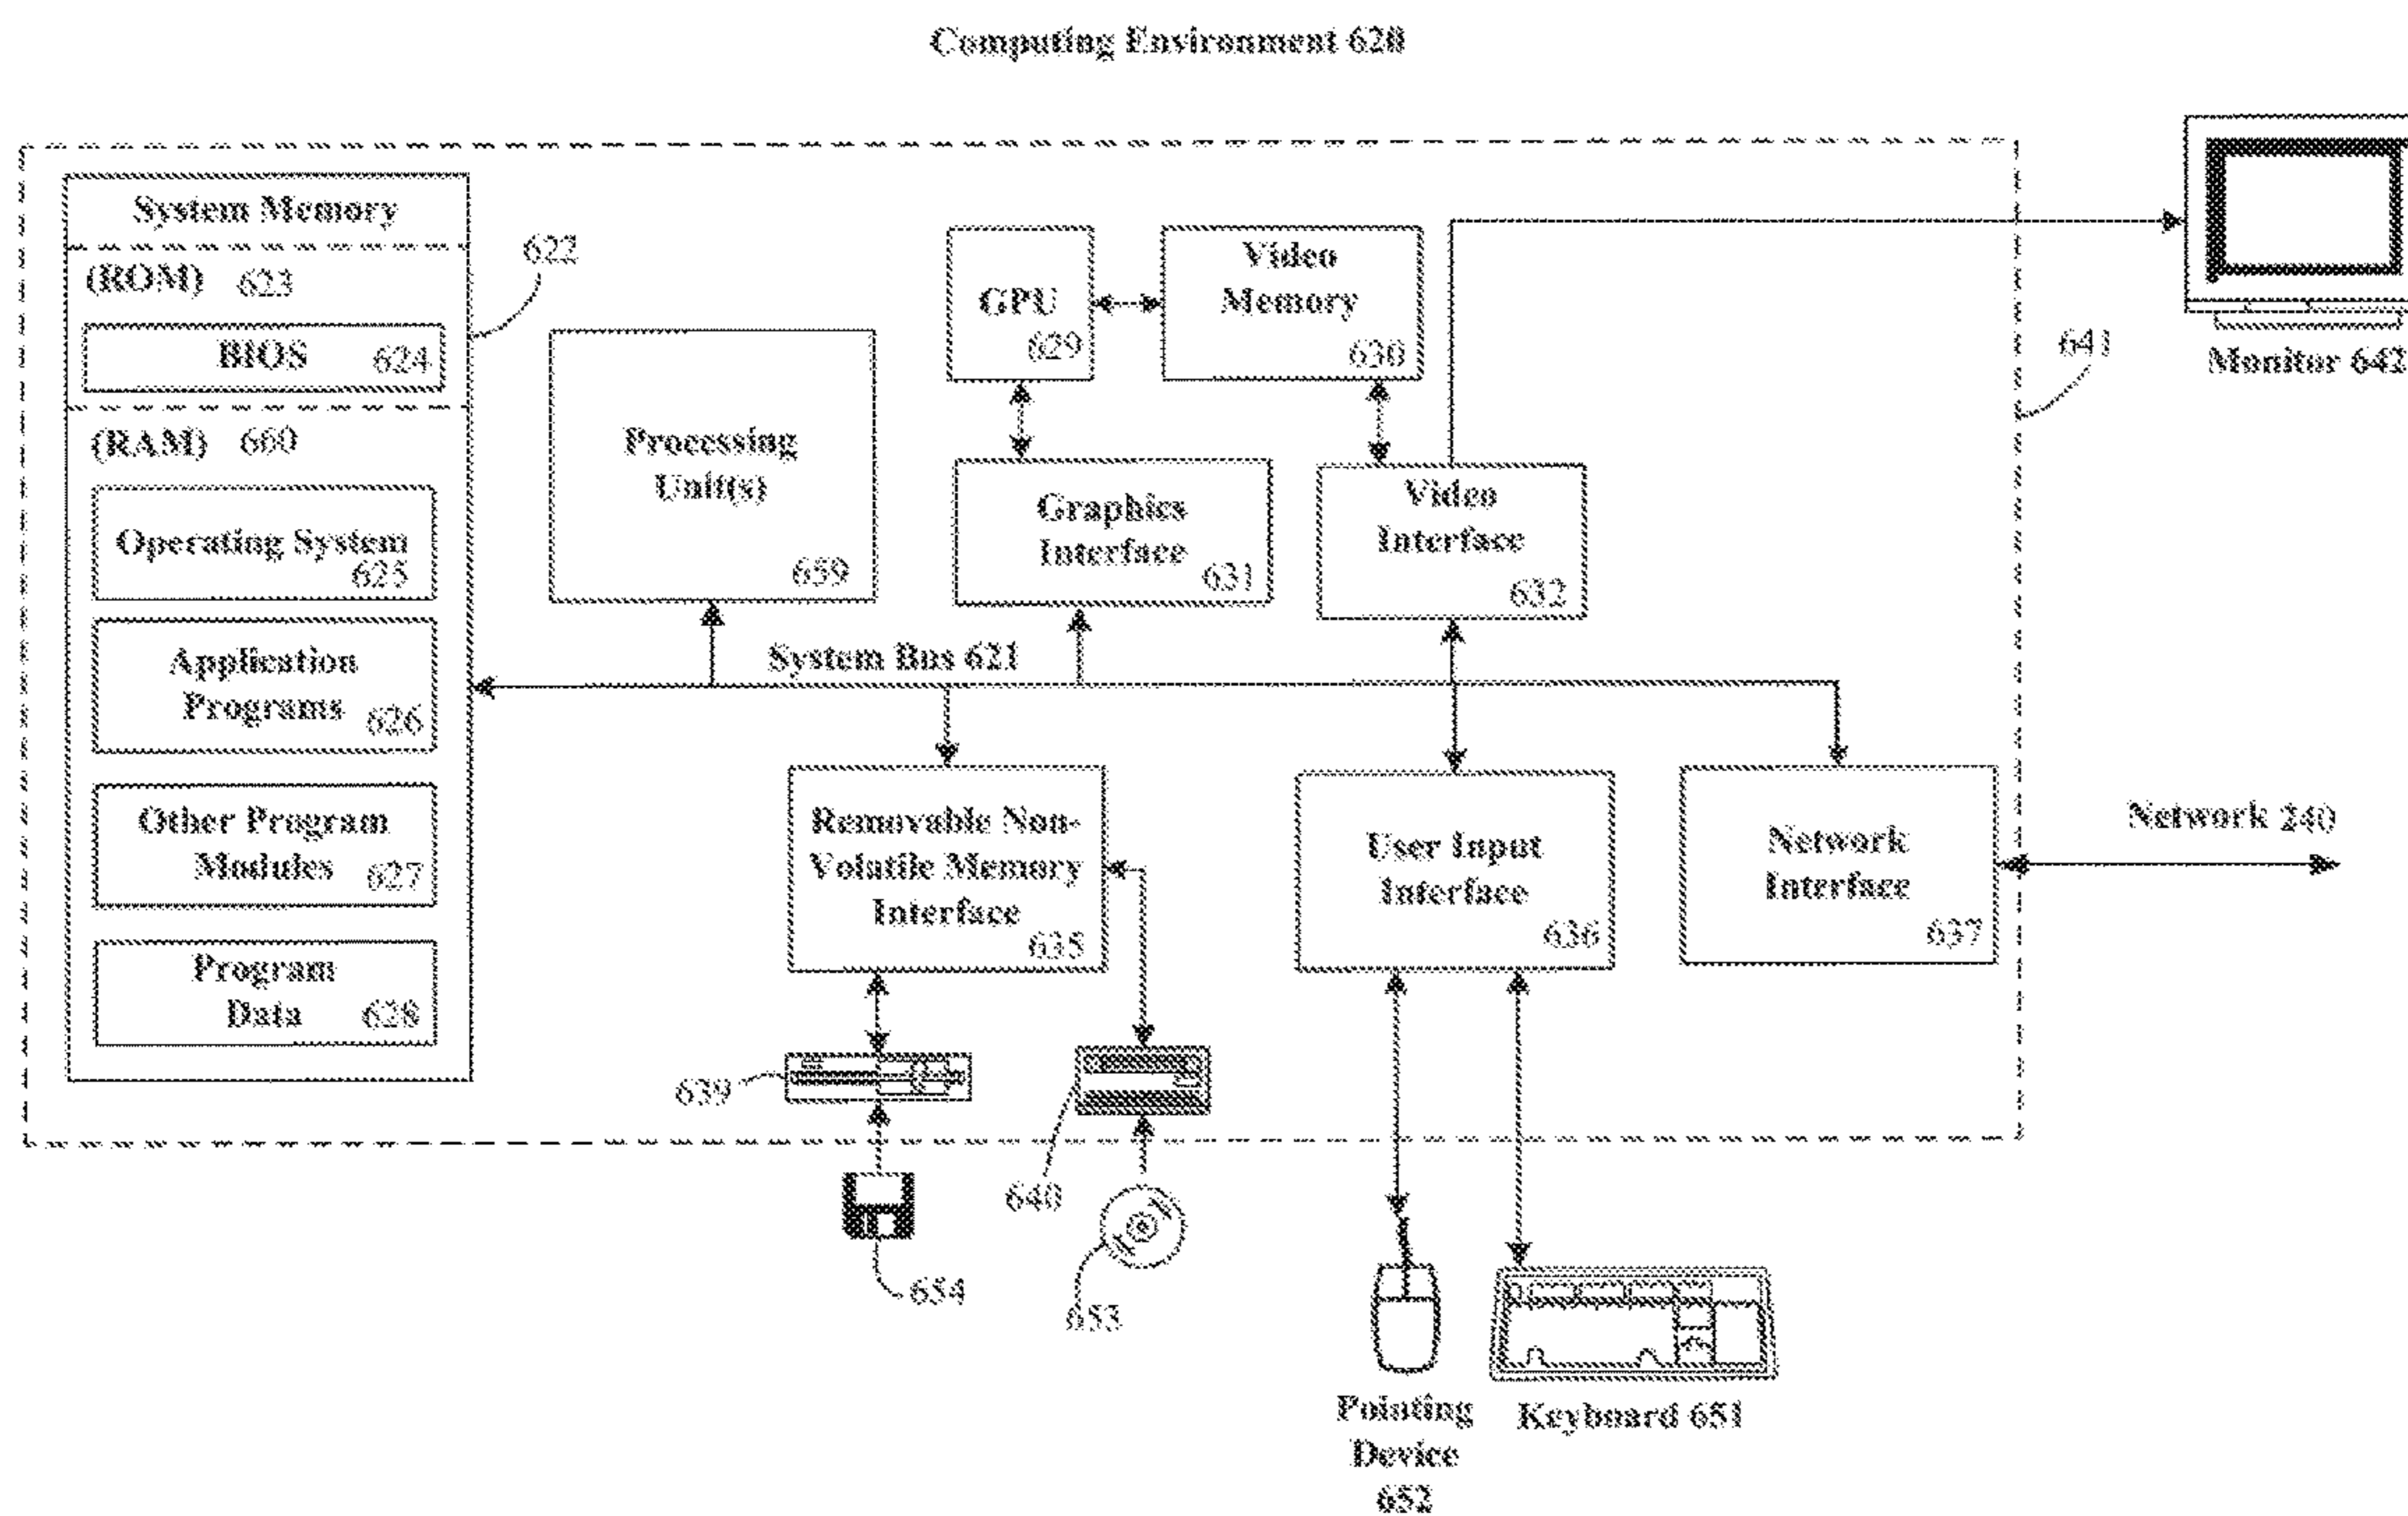 Computing Environment 620
System Memory
(ROM) 623
BIOS 624
(RAM) 660
Operating System
625
Application
Programs 626
Other Program
Modules 627
Program
Data 628
622
Processing
Unit(s)
659
GPU
629
Video
Memory
630
Graphics
Interface
631
Video
Interface
632
641
Monitor 642
System Bus 621
Removable Non-
Volatile Memory
Interface
635
User Input
Interface
636
Network
Interface
637
Network 240
639
640
654
653
Pointing
Device
652
Keyboard 651